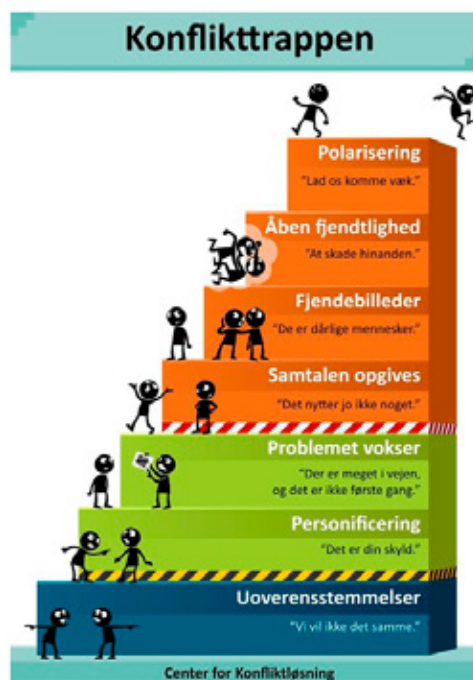 Konflikttrappen
Polarisering
"Lad os komme væk."
Åben fjendtlighed
"At skade hinanden."
Fjendebilleder
"De er dårlige mennesker."
Samtalen opgives
"Det nytter jo ikke noget."
Problemet vokser
"Der er meget i vejen,
og det er ikke første gang."
Personificering
"Det er din skyld."
Uoverensstemmelser
"Vi vil ikke det samme."
Center for Konfliktløsning